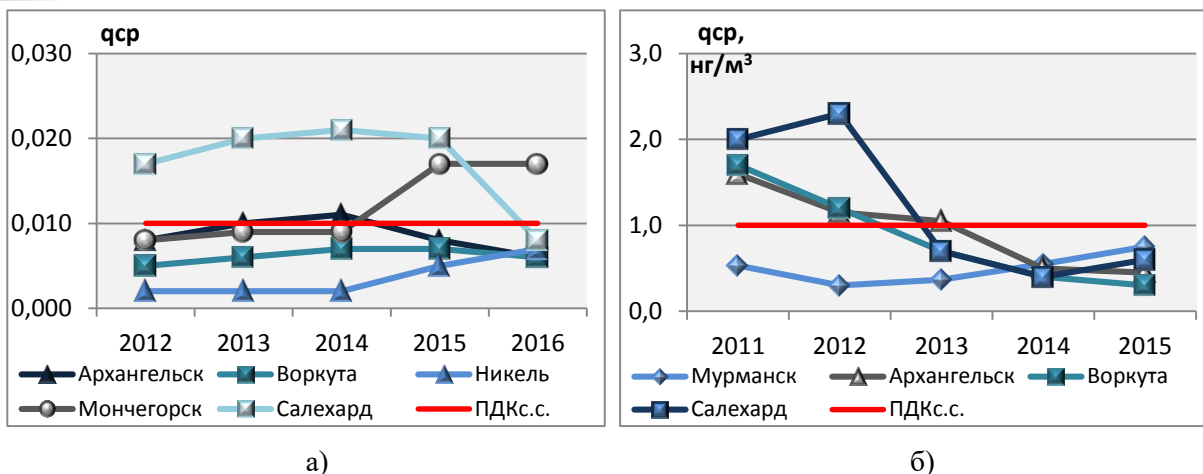 qср
0,030
0,020
0,010
0,000
2012 2013 2014 2015 2016
Архангельск Воркута Никель
Мончегорск Салехард ПДКс.с.
а)
qср,
нг/м³
3,0
2,0
1,0
0,0
2011 2012 2013 2014 2015
Мурманск Архангельск Воркута
Салехард ПДКс.с.
б)